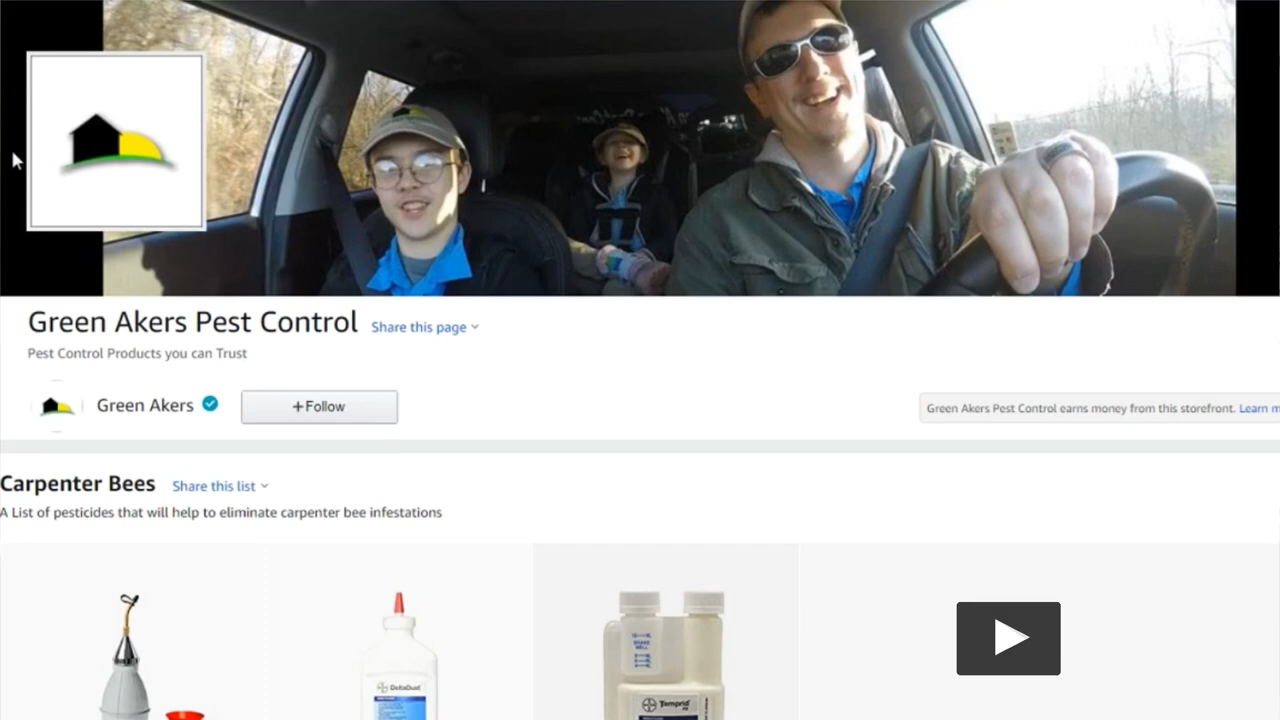 Green Akers Pest Control Share this page
Pest Control Products you can Trust
Green Akers +Follow
Green Akers Pest Control earns money from this storefront. Learn m
Carpenter Bees Share this list
A List of pesticides that will help to eliminate carpenter bee infestations
DeltaDust
Temprid